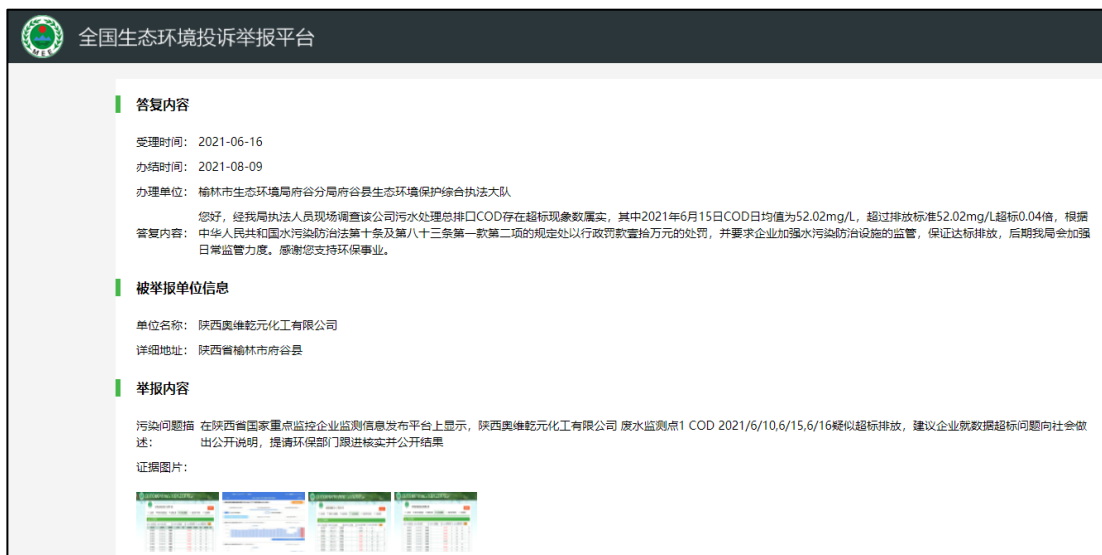 MEE
全国生态环境投诉举报平台
答复内容
受理时间： 2021-06-16
办结时间： 2021-08-09
办理单位： 榆林市生态环境局府谷分局府谷县生态环境保护综合执法大队
您好，经我局执法人员现场调查该公司污水处理总排口COD存在超标现象数属实，其中2021年6月15日COD日均值为52.02mg/L，超过排放标准52.02mg/L超标0.04倍，根据
答复内容： 中华人民共和国水污染防治法第十条及第八十三条第一款第二项的规定处以行政罚款壹拾万元的处罚，并要求企业加强水污染防治设施的监管，保证达标排放，后期我局会加强
日常监管力度。感谢您支持环保事业。
被举报单位信息
单位名称： 陕西奥维乾元化工有限公司
详细地址： 陕西省榆林市府谷县
举报内容
污染问题描 在陕西省国家重点监控企业监测信息发布平台上显示，陕西奥维乾元化工有限公司 废水监测点1 COD 2021/6/10,6/15,6/16疑似超标排放，建议企业就数据超标问题向社会做
述： 出公开说明，提请环保部门跟进核实并公开结果
证据图片：